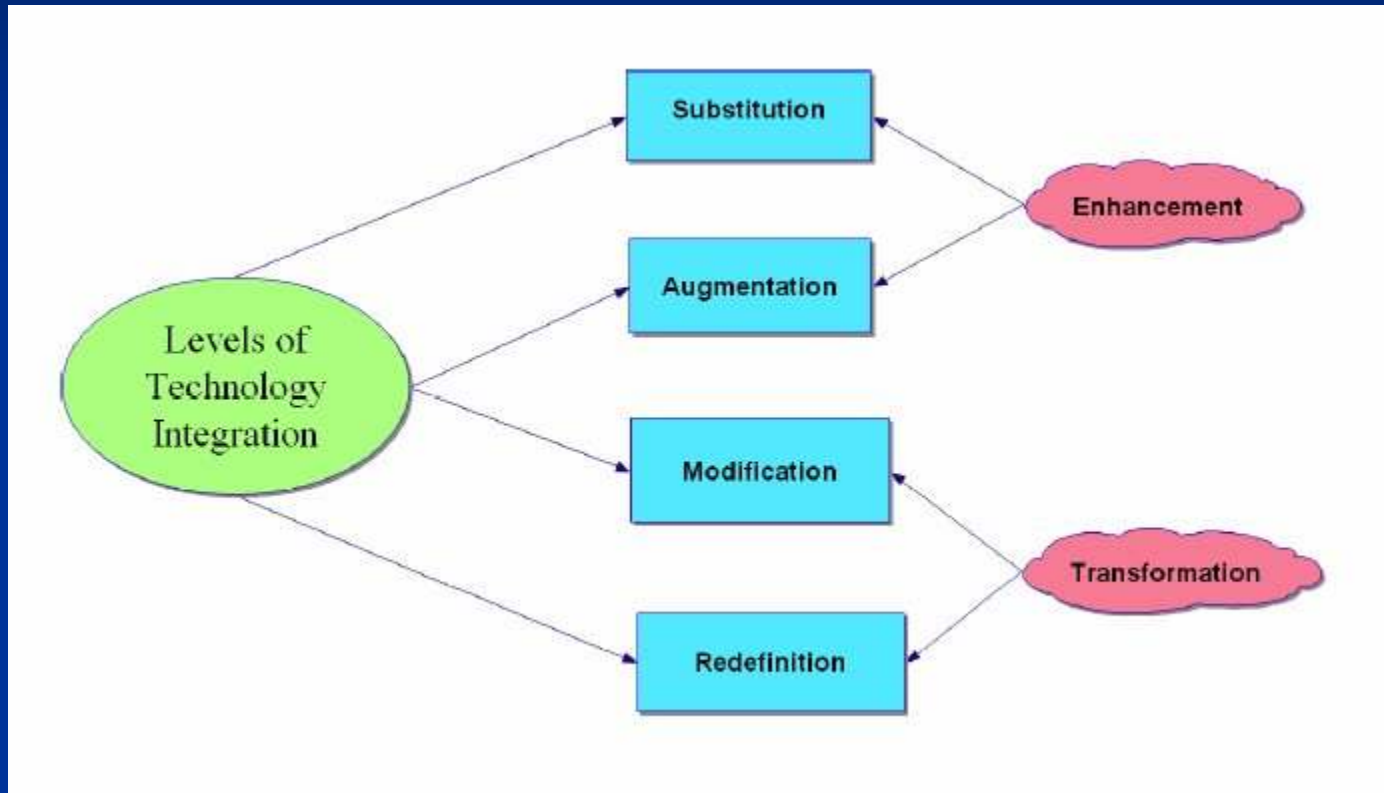 Levels of
Technology
Integration
Substitution
Augmentation
Modification
Redefinition
Enhancement
Transformation